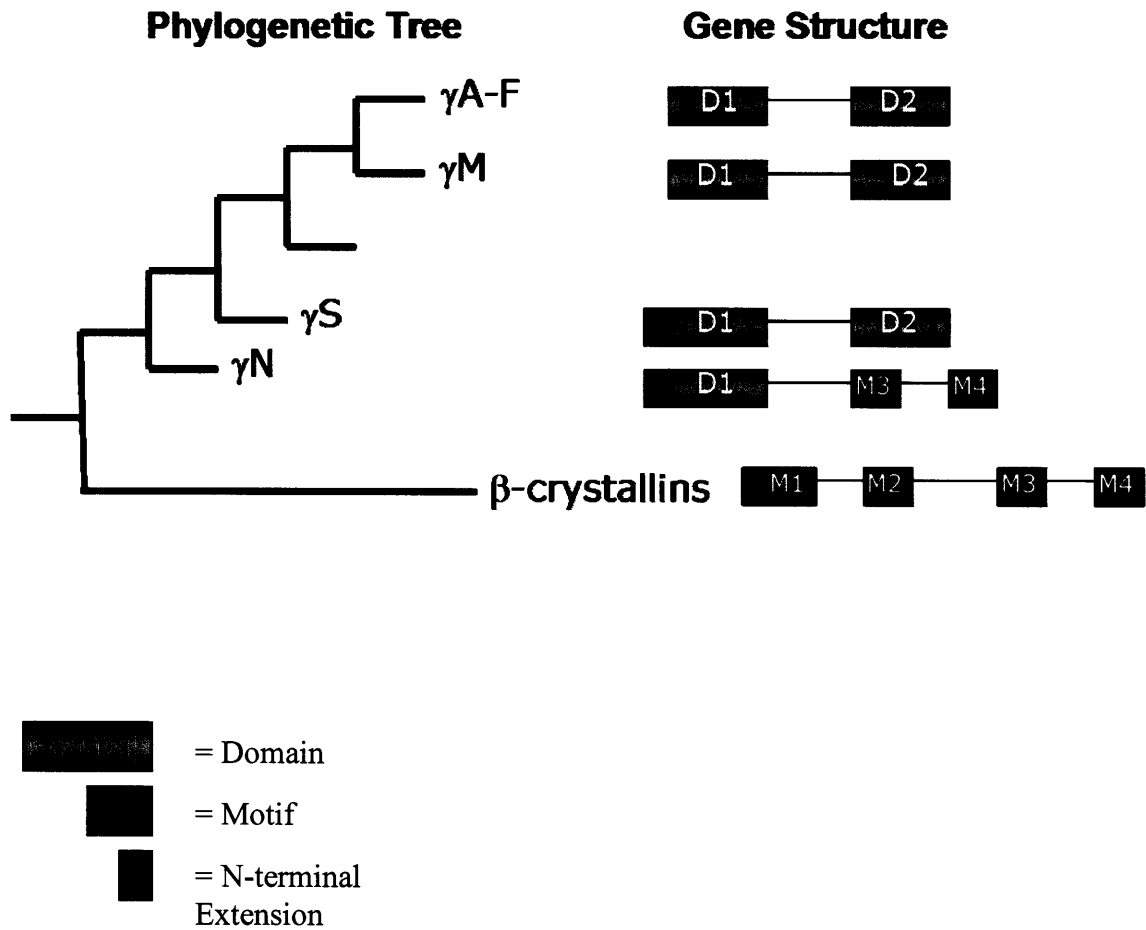 Phylogenetic Tree Gene Structure
γA-F D1 D2
γM D1 D2
γS D1 D2
γN D1 M3 M4
β-crystallins M1 M2 M3 M4
= Domain
= Motif
= N-terminal
Extension